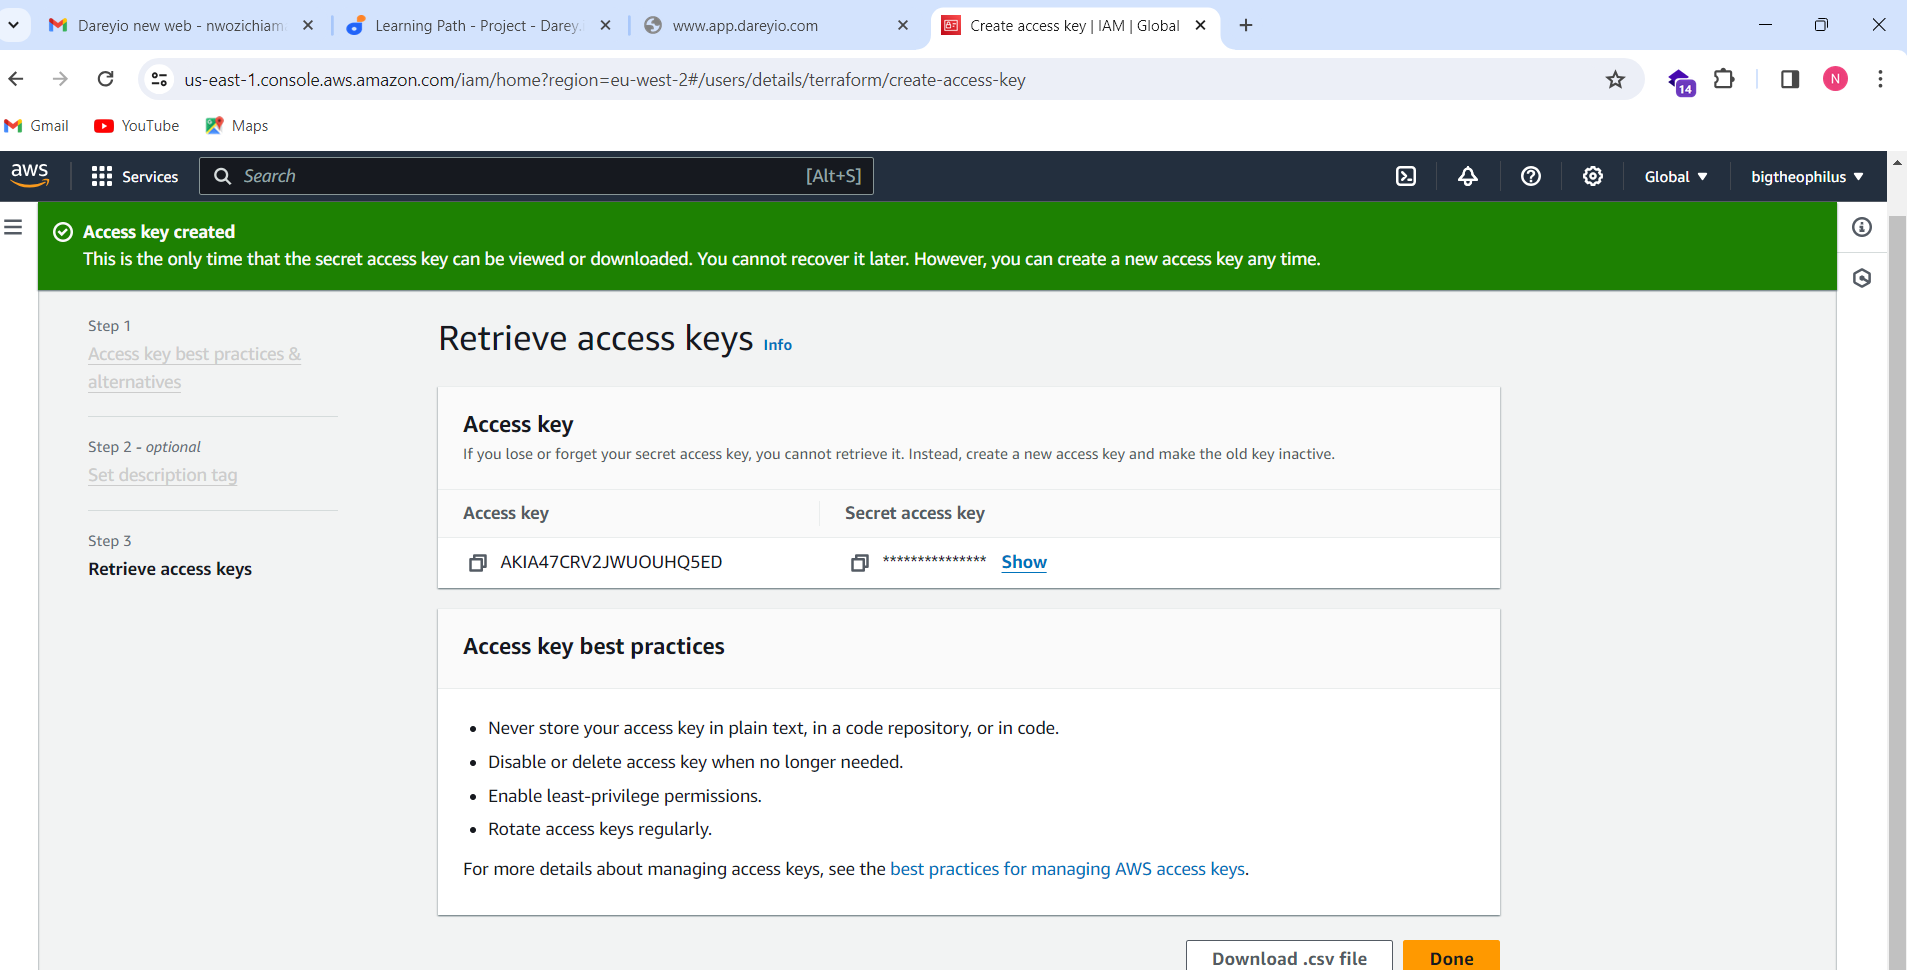 Dareyio new web - nwozichiam
Learning Path - Project - Darey.
www.app.dareyio.com
Create access key | IAM | Global
us-east-1.console.aws.amazon.com/iam/home?region=eu-west-2#/users/details/terraform/create-access-key
14
N
Gmail
YouTube
Maps
aws
Services
Search
[Alt+S]
Global
bigtheophilus
Access key created
This is the only time that the secret access key can be viewed or downloaded. You cannot recover it later. However, you can create a new access key any time.
Step 1
Access key best practices &
alternatives
Step 2 - optional
Set description tag
Step 3
Retrieve access keys
Retrieve access keys Info
Access key
If you lose or forget your secret access key, you cannot retrieve it. Instead, create a new access key and make the old key inactive.
Access key
Secret access key
AKIA47CRV2JWUOUHQ5ED
*************** Show
Access key best practices
• Never store your access key in plain text, in a code repository, or in code.
• Disable or delete access key when no longer needed.
• Enable least-privilege permissions.
• Rotate access keys regularly.
For more details about managing access keys, see the best practices for managing AWS access keys.
Download .csv file
Done